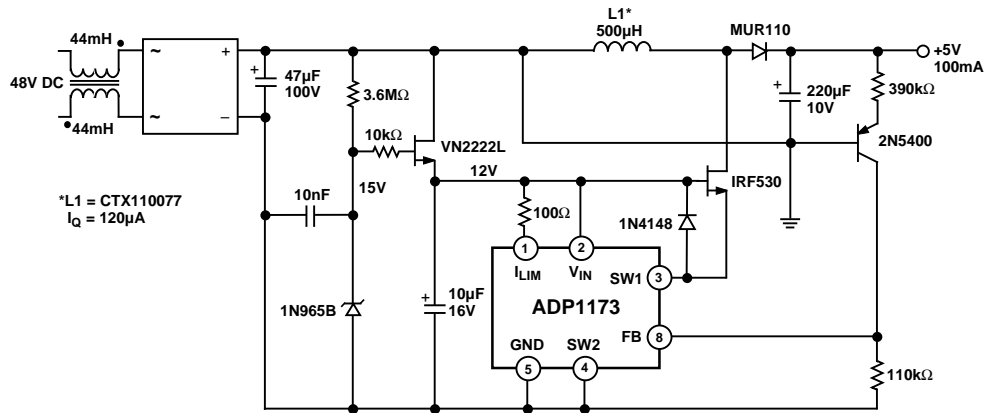 L1*
500µH
MUR110
44mH
~
+
+5V
100mA
48V DC
+
47µF
100V
3.6MΩ
+
220µF
10V
390kΩ
44mH
~
–
10kΩ
VN2222L
2N5400
12V
IRF530
*L1 = CTX110077
IQ = 120µA
10nF
15V
100Ω
1N4148
1
2
ILIM
VIN
SW1
3
1N965B
+
10µF
16V
ADP1173
FB
8
GND
SW2
5
4
110kΩ